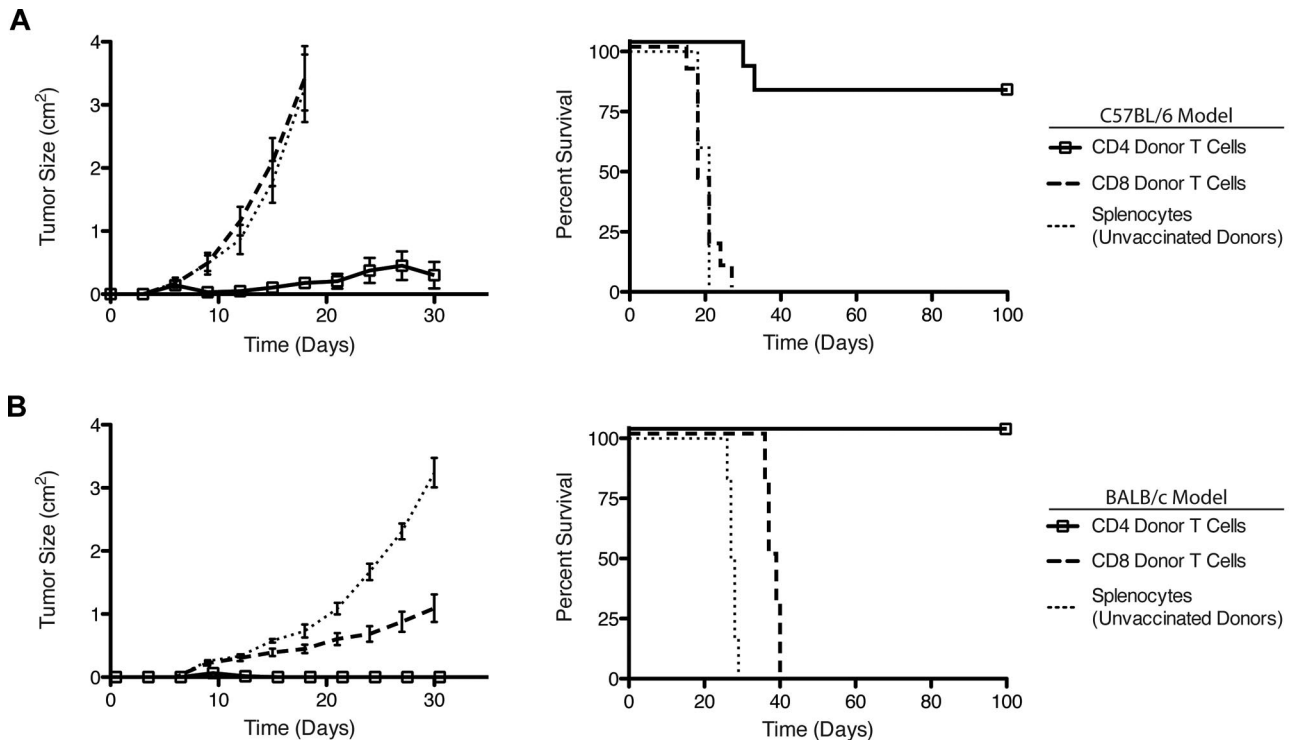 A
4
3
2
1
0
Tumor Size (cm²)
0 10 20 30
Time (Days)
100
75
50
25
0
Percent Survival
0 20 40 60 80 100
Time (Days)
C57BL/6 Model
CD4 Donor T Cells
CD8 Donor T Cells
Splenocytes
(Unvaccinated Donors)
B
4
3
2
1
0
Tumor Size (cm²)
0 10 20 30
Time (Days)
100
75
50
25
0
Percent Survival
0 20 40 60 80 100
Time (Days)
BALB/c Model
CD4 Donor T Cells
CD8 Donor T Cells
Splenocytes
(Unvaccinated Donors)